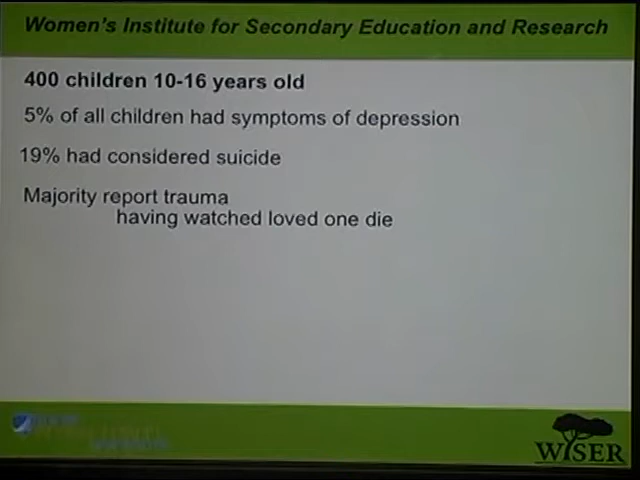 Women's Institute for Secondary Education and Research
400 children 10-16 years old
5% of all children had symptoms of depression
19% had considered suicide
Majority report trauma
having watched loved one die
WISER